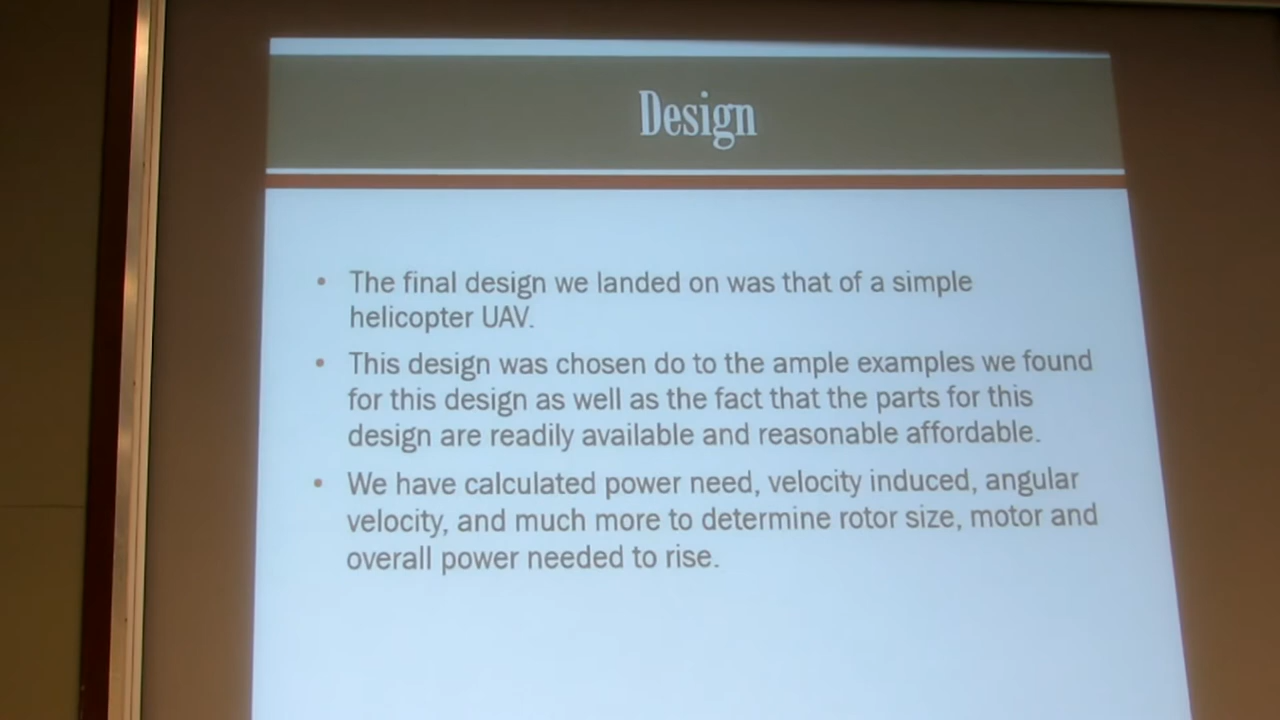 Design
• The final design we landed on was that of a simple
helicopter UAV.
• This design was chosen do to the ample examples we found
for this design as well as the fact that the parts for this
design are readily available and reasonable affordable.
• We have calculated power need, velocity induced, angular
velocity, and much more to determine rotor size, motor and
overall power needed to rise.